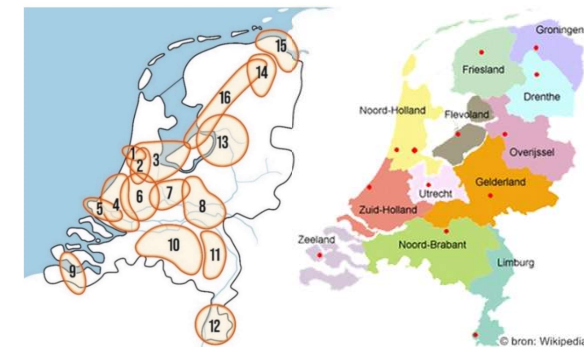 15
14
16
13
1
2
3
4
5
6
7
8
10
11
9
12
Groningen
Friesland
Drenthe
Noord-Holland
Flevoland
Overijssel
Utrecht
Gelderland
Zuid-Holland
Zeeland
Noord-Brabant
Limburg
© bron: Wikipedia